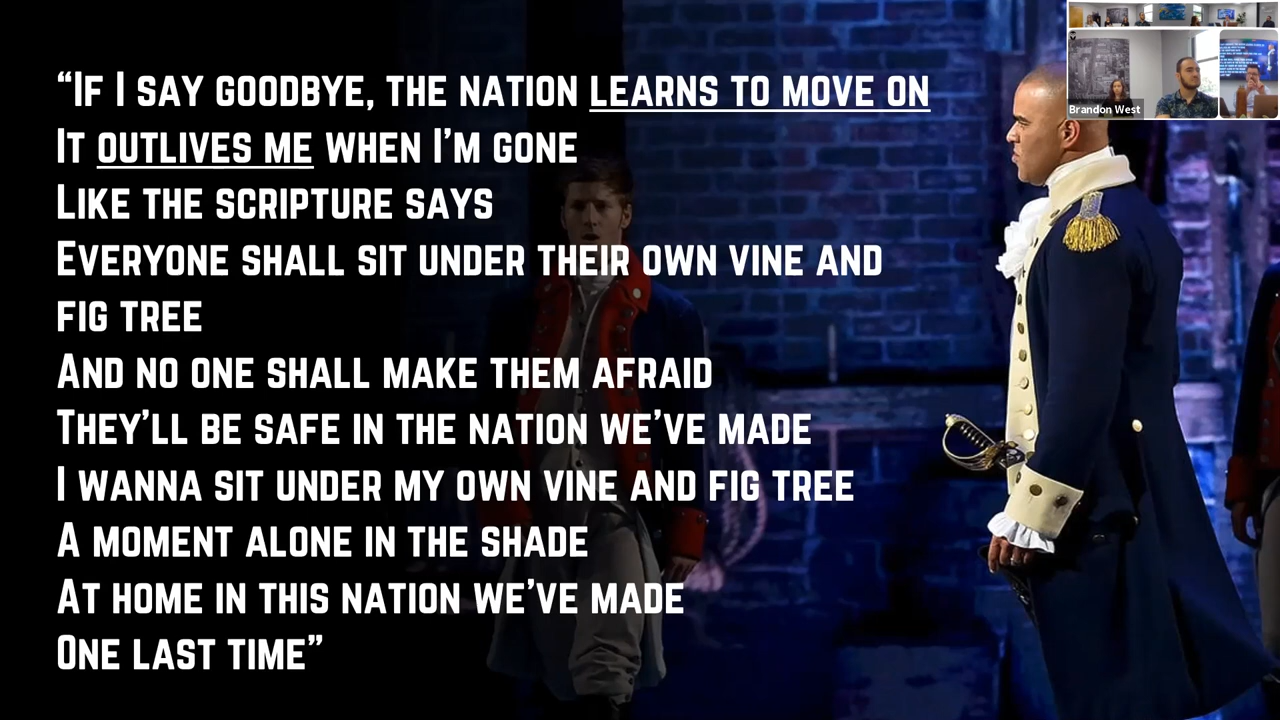 “If I say goodbye, the nation learns to move on
It outlives me when I’m gone
Like the scripture says
Everyone shall sit under their own vine and
fig tree
And no one shall make them afraid
They’ll be safe in the nation we’ve made
I wanna sit under my own vine and fig tree
A moment alone in the shade
At home in this nation we’ve made
One last time”
Brandon West